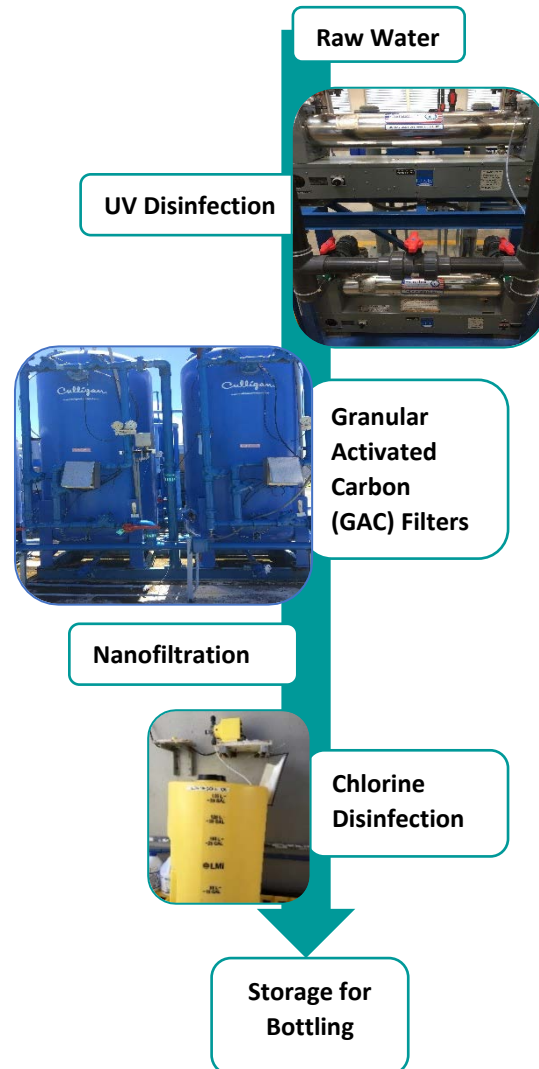 Raw Water
UV Disinfection
Culligan
Culligan
Granular
Activated
Carbon
(GAC) Filters
Nanofiltration
LMI
Chlorine
Disinfection
Storage for
Bottling